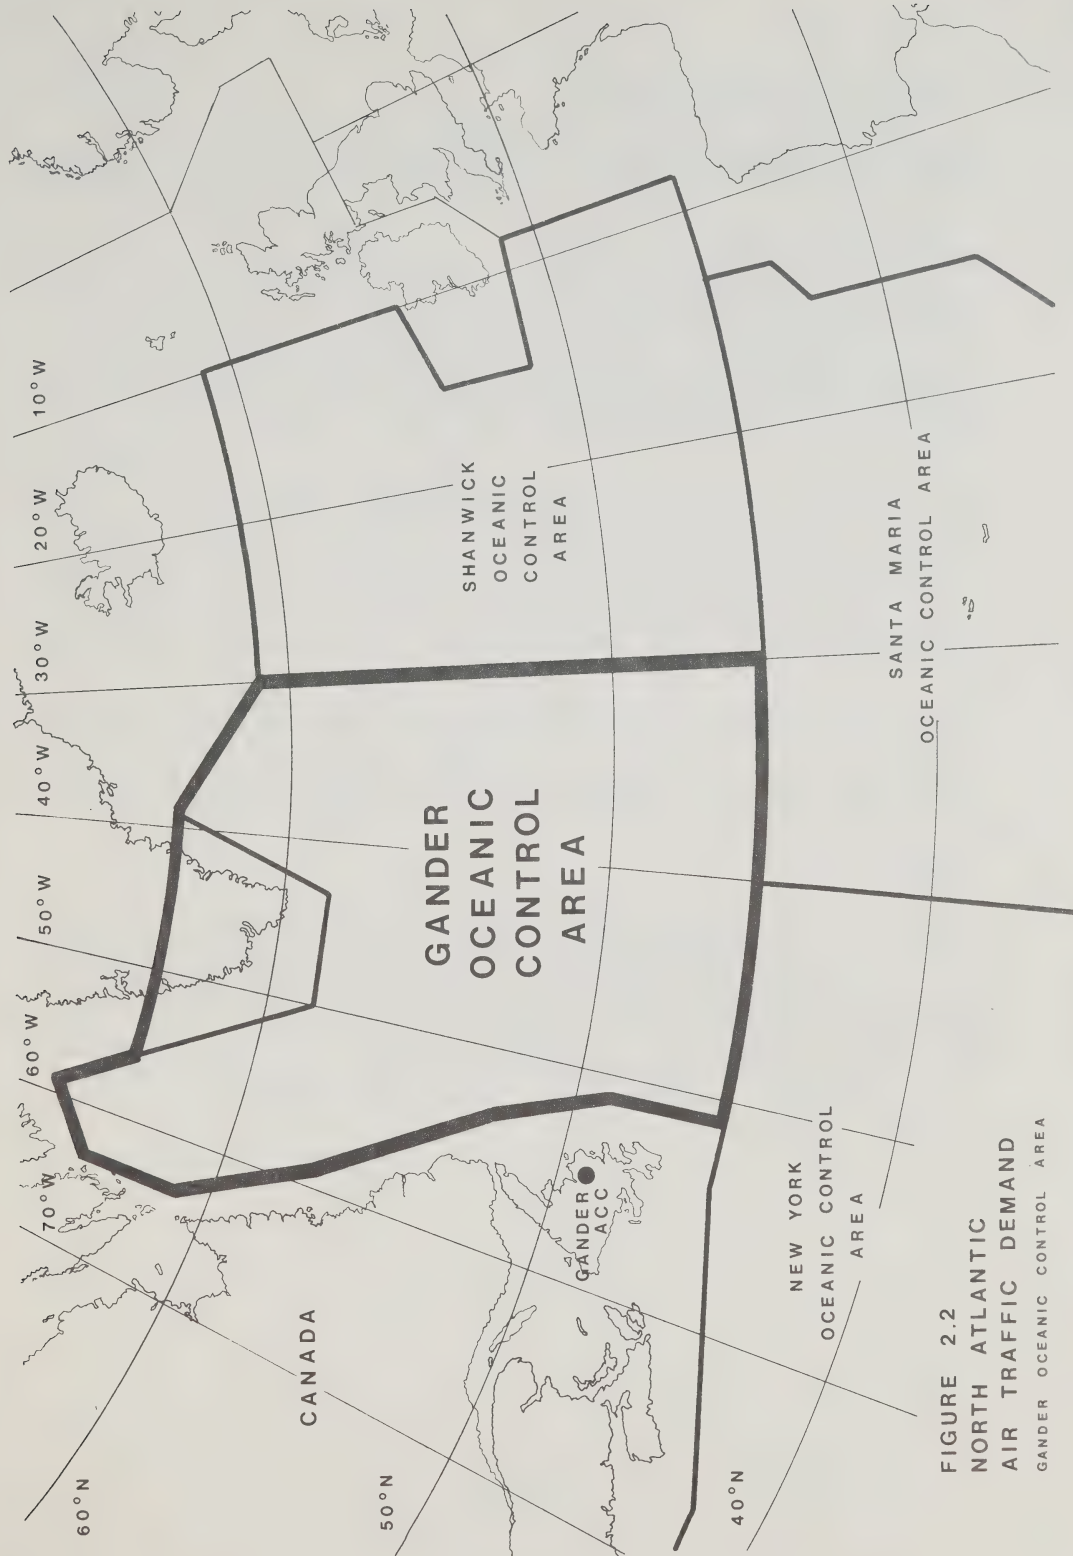 60°N
50°N
40°N
70°W
60°W
50°W
40°W
30°W
20°W
10°W
CANADA
GANDER
ACC
GANDER
OCEANIC
CONTROL
AREA
SHANWICK
OCEANIC
CONTROL
AREA
NEW YORK
OCEANIC CONTROL
AREA
SANTA MARIA
OCEANIC CONTROL AREA
FIGURE 2.2
NORTH ATLANTIC
AIR TRAFFIC DEMAND
GANDER OCEANIC CONTROL AREA